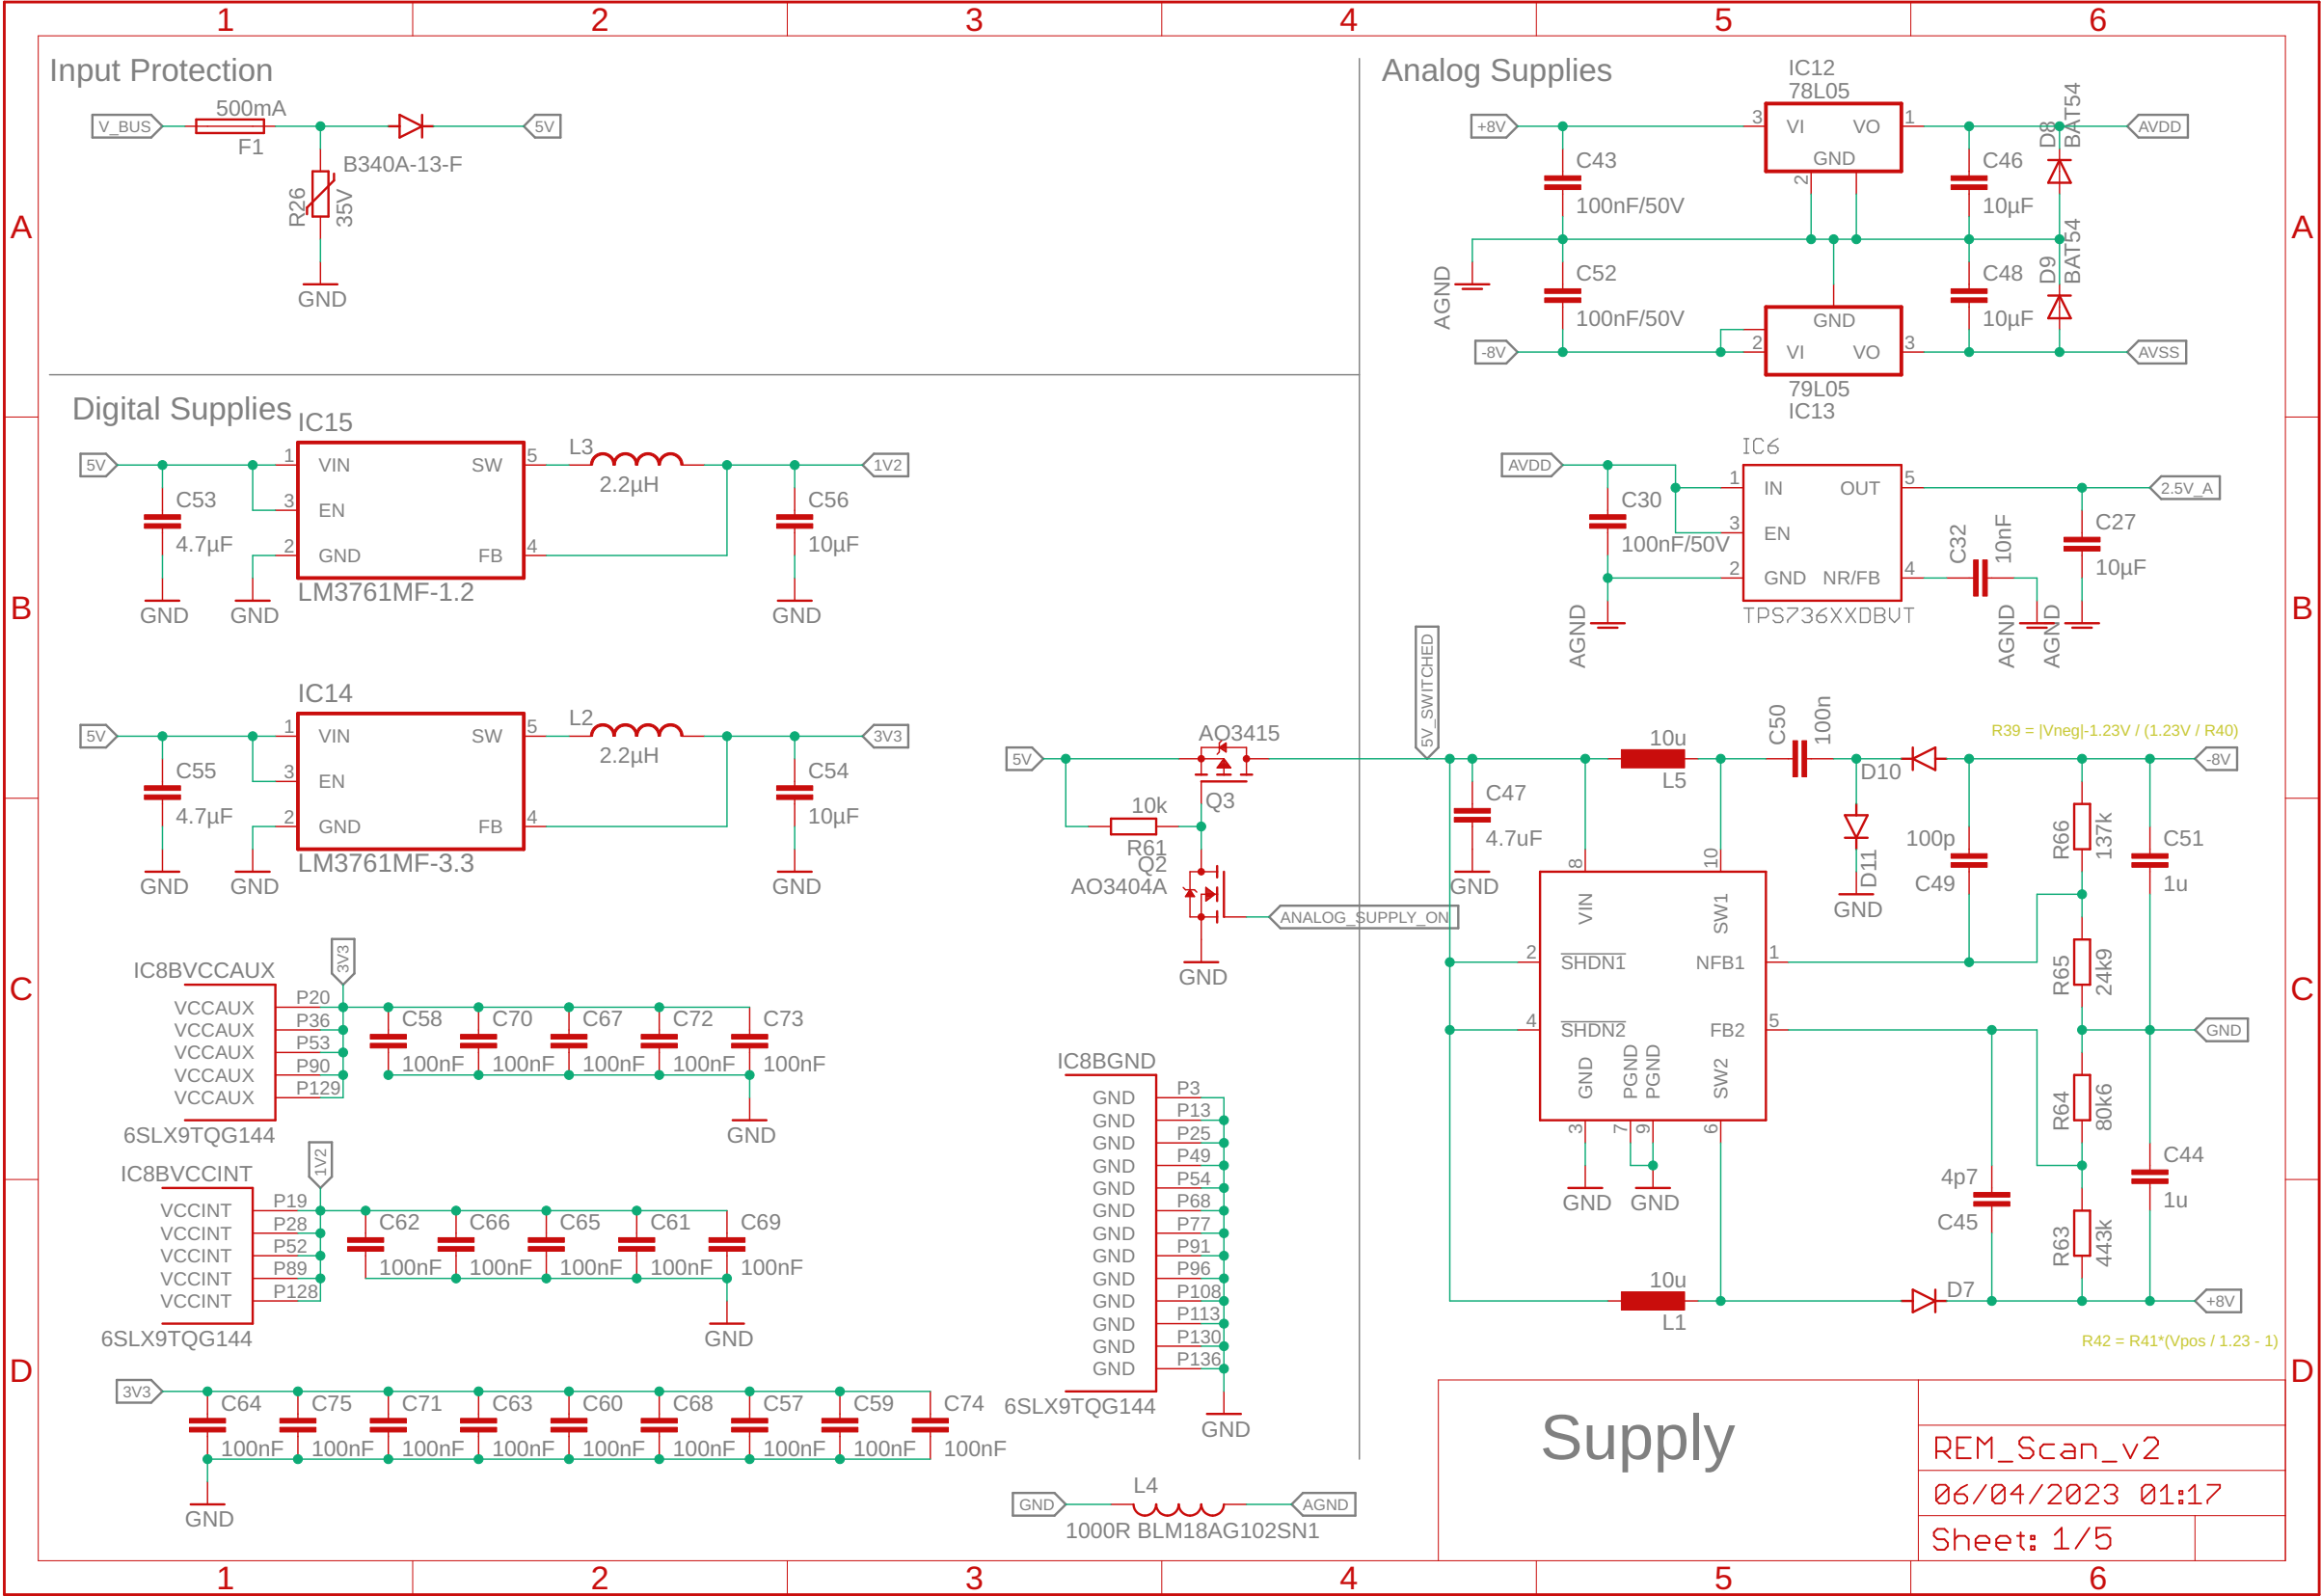 1 2 3 4 5 6
Input Protection
V_BUS
500mA
F1
5V
B340A-13-F
R26
35V
GND
Analog Supplies
IC12
78L05
+8V
3 VI VO 1
GND
2
AVDD
D8
BAT54
C43
100nF/50V
C46
10µF
A A
AGND
C52
100nF/50V
C48
10µF
D9
BAT54
GND
-8V
2 VI VO 3
AVSS
79L05
IC13
Digital Supplies
IC15
5V
1 VIN SW 5
3 EN
2 GND FB 4
LM3761MF-1.2
L3
2.2µH
1V2
C53
4.7µF
C56
10µF
GND GND GND
IC6
AVDD
1 IN OUT 5
3 EN
2 GND NR/FB 4
TPS736XXDBVT
2.5V_A
C30
100nF/50V
C32
10nF
C27
10µF
AGND AGND AGND
B B
IC14
5V
1 VIN SW 5
3 EN
2 GND FB 4
LM3761MF-3.3
L2
2.2µH
3V3
C55
4.7µF
C54
10µF
GND GND GND
5V
AO3415
Q3
10k
R61
Q2
AO3404A
ANALOG_SUPPLY_ON
GND
5V_SWITCHED
C47
4.7uF
GND
10u
L5
C50
100n
D10
D11
GND
R39 = |Vneg|-1.23V / (1.23V / R40)
-8V
100p
C49
R66
137k
C51
1u
8 VIN
10 SW1
2 SHDN1 NFB1 1
4 SHDN2 FB2 5
GND PGND PGND SW2
3 7 9 6
GND GND
R65
24k9
GND
R64
80k6
C44
1u
4p7
C45
R63
443k
10u
L1
D7
+8V
R42 = R41*(Vpos / 1.23 - 1)
C C
IC8BVCCAUX
3V3
VCCAUX P20
VCCAUX P36
VCCAUX P53
VCCAUX P90
VCCAUX P129
6SLX9TQG144
C58 C70 C67 C72 C73
100nF 100nF 100nF 100nF 100nF
GND
IC8BVCCINT
1V2
VCCINT P19
VCCINT P28
VCCINT P52
VCCINT P89
VCCINT P128
6SLX9TQG144
C62 C66 C65 C61 C69
100nF 100nF 100nF 100nF 100nF
GND
IC8BGND
GND P3
GND P13
GND P25
GND P49
GND P54
GND P68
GND P77
GND P91
GND P96
GND P108
GND P113
GND P130
GND P136
6SLX9TQG144
GND
D D
3V3
C64 C75 C71 C63 C60 C68 C57 C59 C74
100nF 100nF 100nF 100nF 100nF 100nF 100nF 100nF 100nF
GND
GND
L4
AGND
1000R BLM18AG102SN1
Supply
REM_Scan_v2
06/04/2023 01:17
Sheet: 1/5
1 2 3 4 5 6